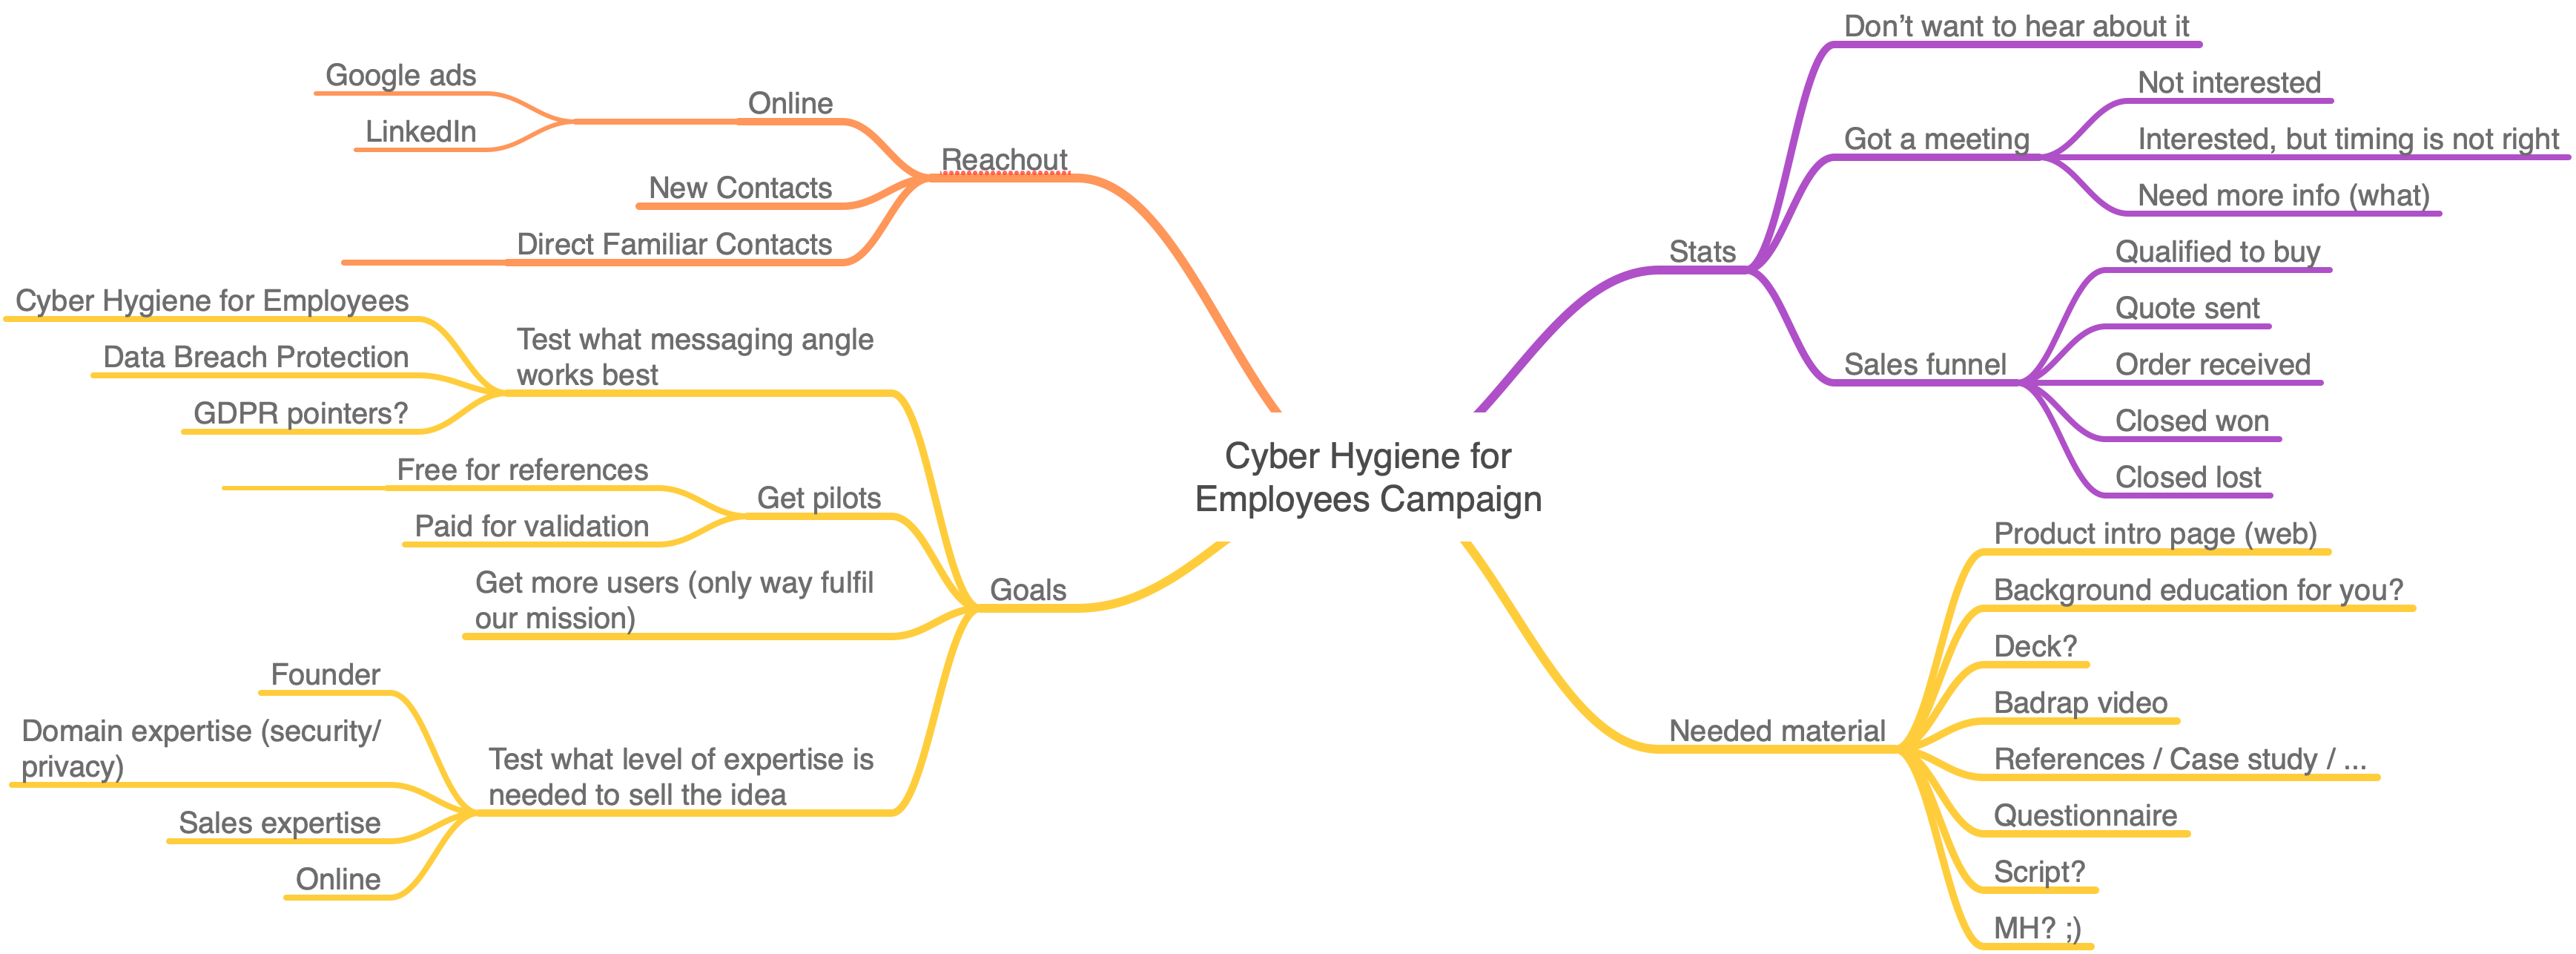 Cyber Hygiene for
Employees Campaign
Reachout
Online
Google ads
LinkedIn
New Contacts
Direct Familiar Contacts
Goals
Test what messaging angle
works best
Cyber Hygiene for Employees
Data Breach Protection
GDPR pointers?
Get pilots
Free for references
Paid for validation
Get more users (only way fulfil
our mission)
Test what level of expertise is
needed to sell the idea
Founder
Domain expertise (security/
privacy)
Sales expertise
Online
Stats
Don’t want to hear about it
Got a meeting
Not interested
Interested, but timing is not right
Need more info (what)
Sales funnel
Qualified to buy
Quote sent
Order received
Closed won
Closed lost
Needed material
Product intro page (web)
Background education for you?
Deck?
Badrap video
References / Case study / ...
Questionnaire
Script?
MH? ;)